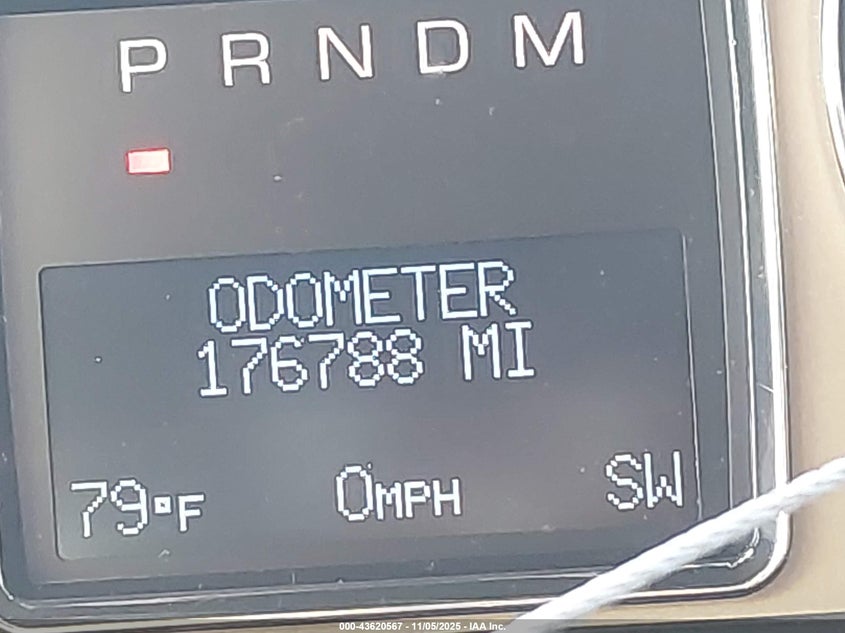 P R N D M
ODOMETER
176788 MI
79°F 0MPH SW
000-43620567 - 11/05/2025 - IAA Inc.